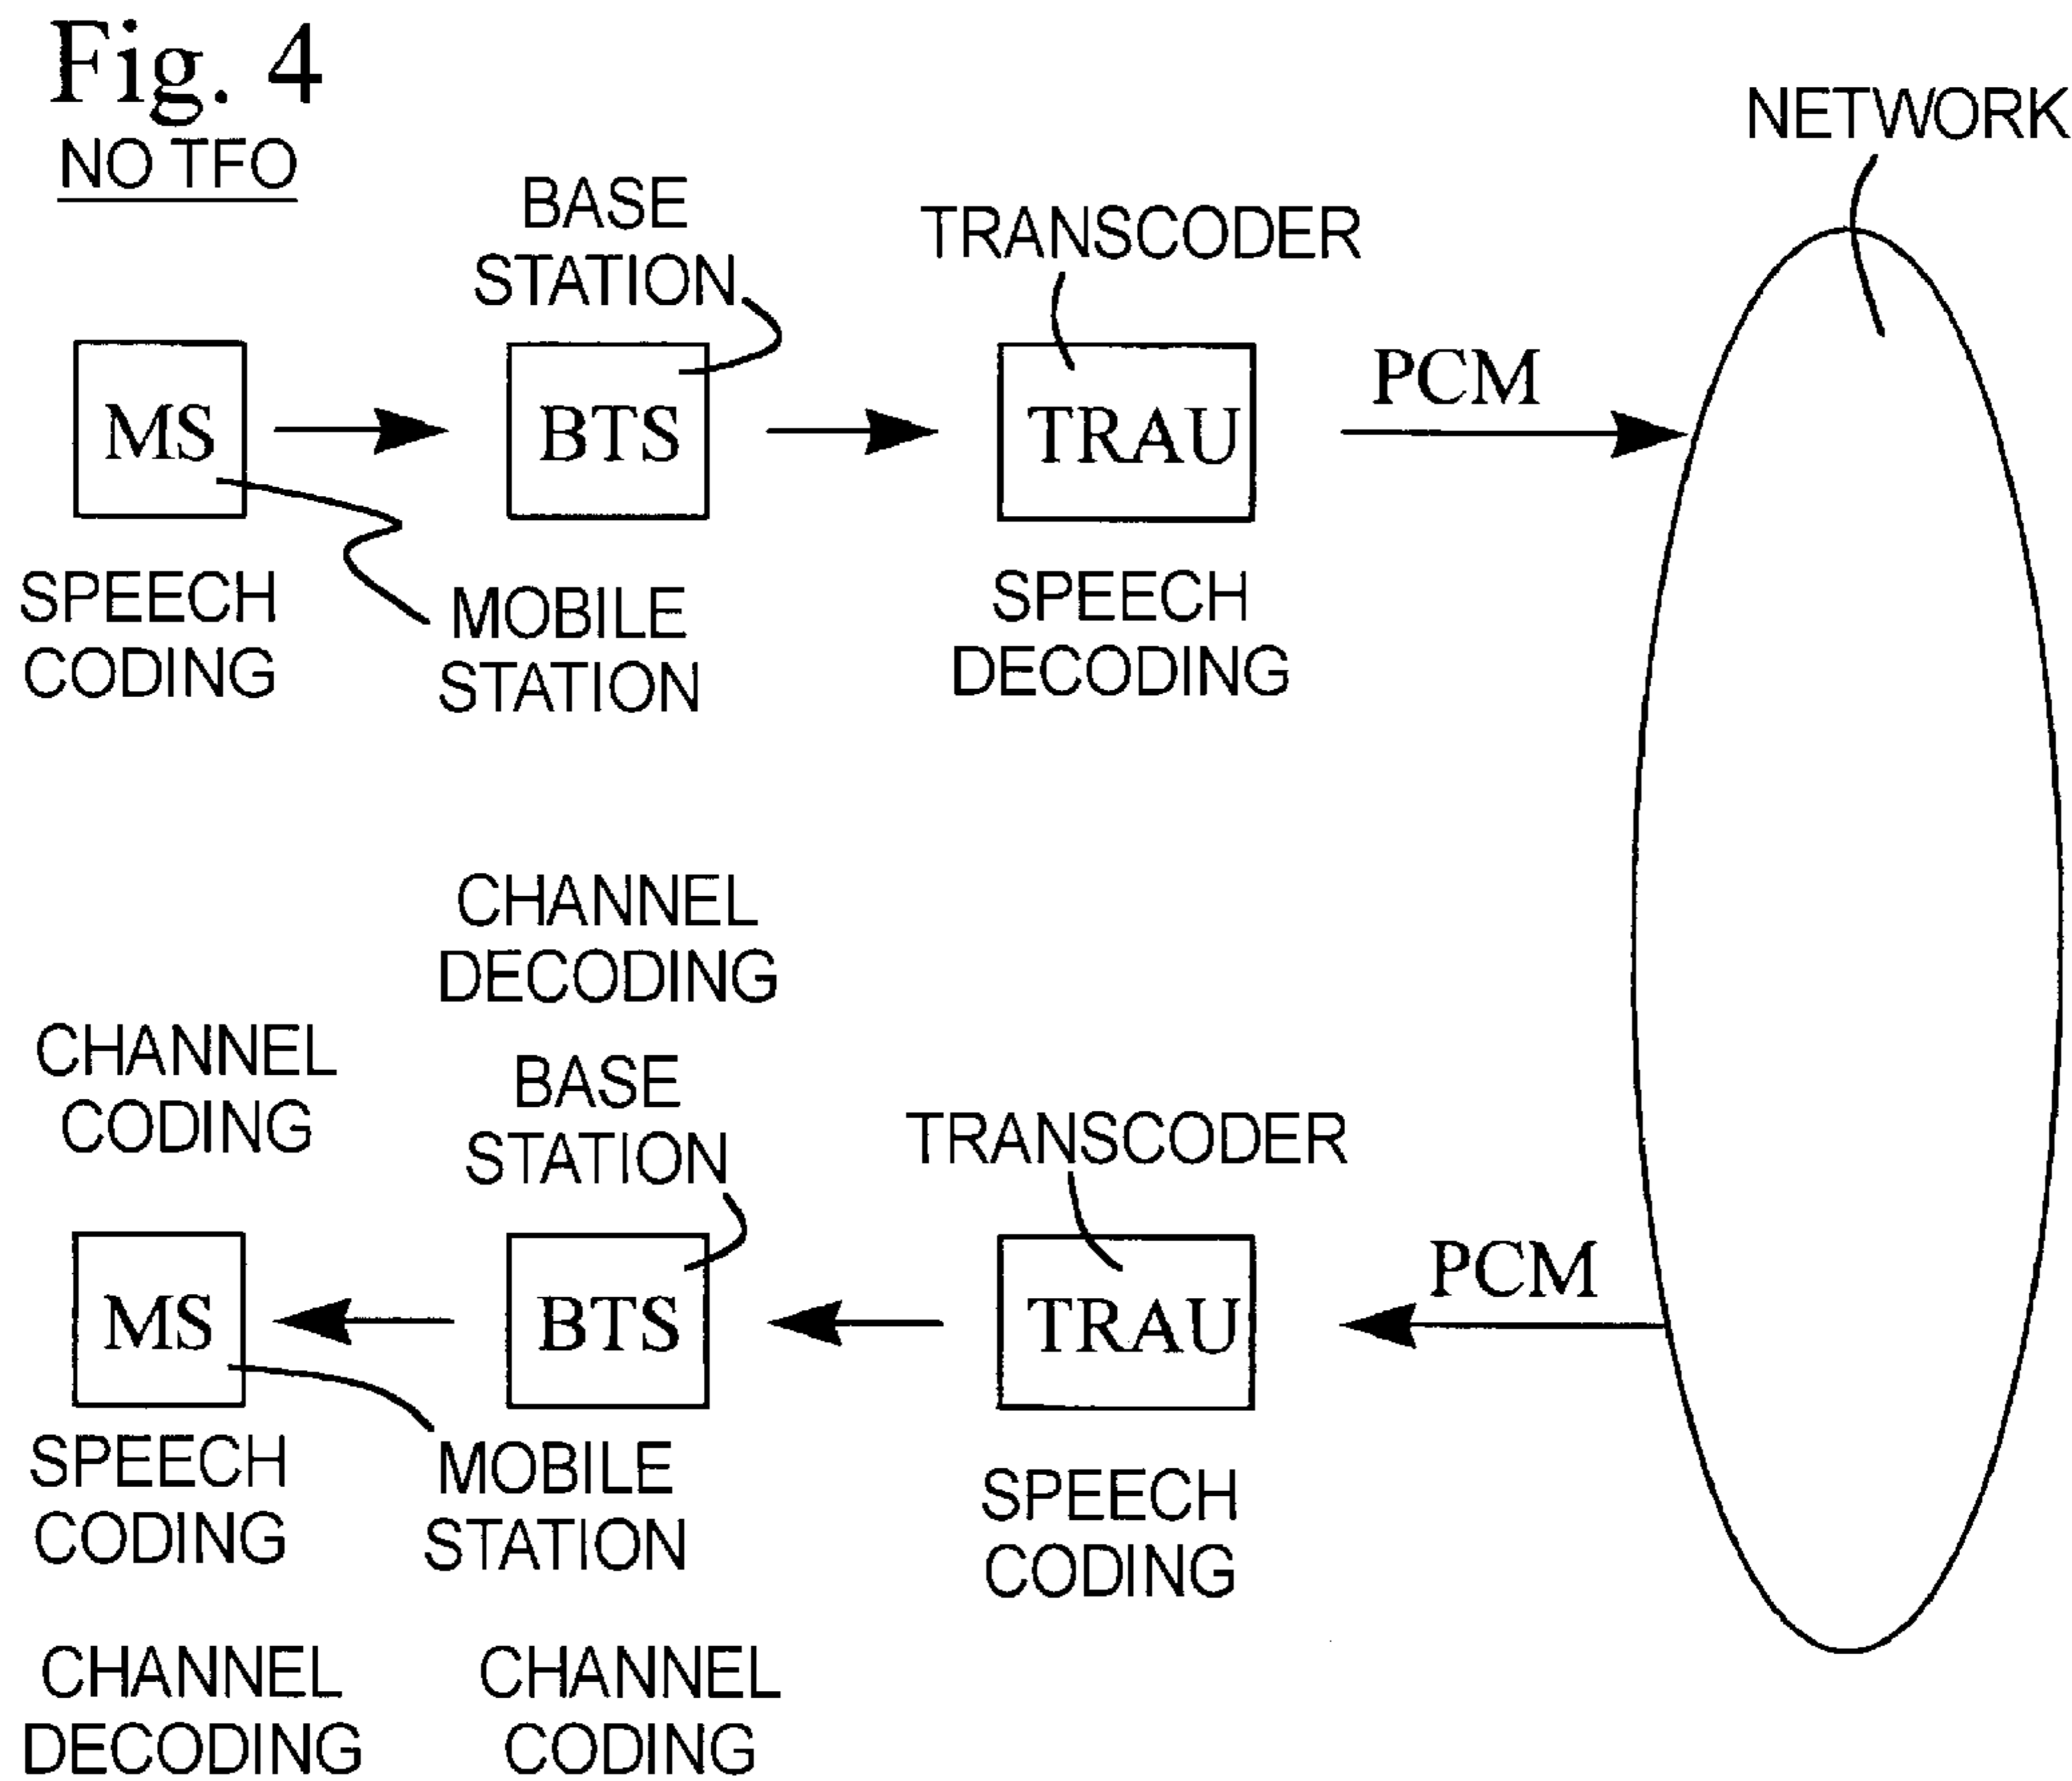 Fig. 4
NO TFO
NETWORK
BASE
STATION
TRANSCODER
MS
BTS
TRAU
PCM
SPEECH
CODING
MOBILE
STATION
SPEECH
DECODING
CHANNEL
DECODING
CHANNEL
CODING
BASE
STATION
TRANSCODER
MS
BTS
TRAU
PCM
SPEECH
CODING
MOBILE
STATION
SPEECH
CODING
CHANNEL
DECODING
CHANNEL
CODING